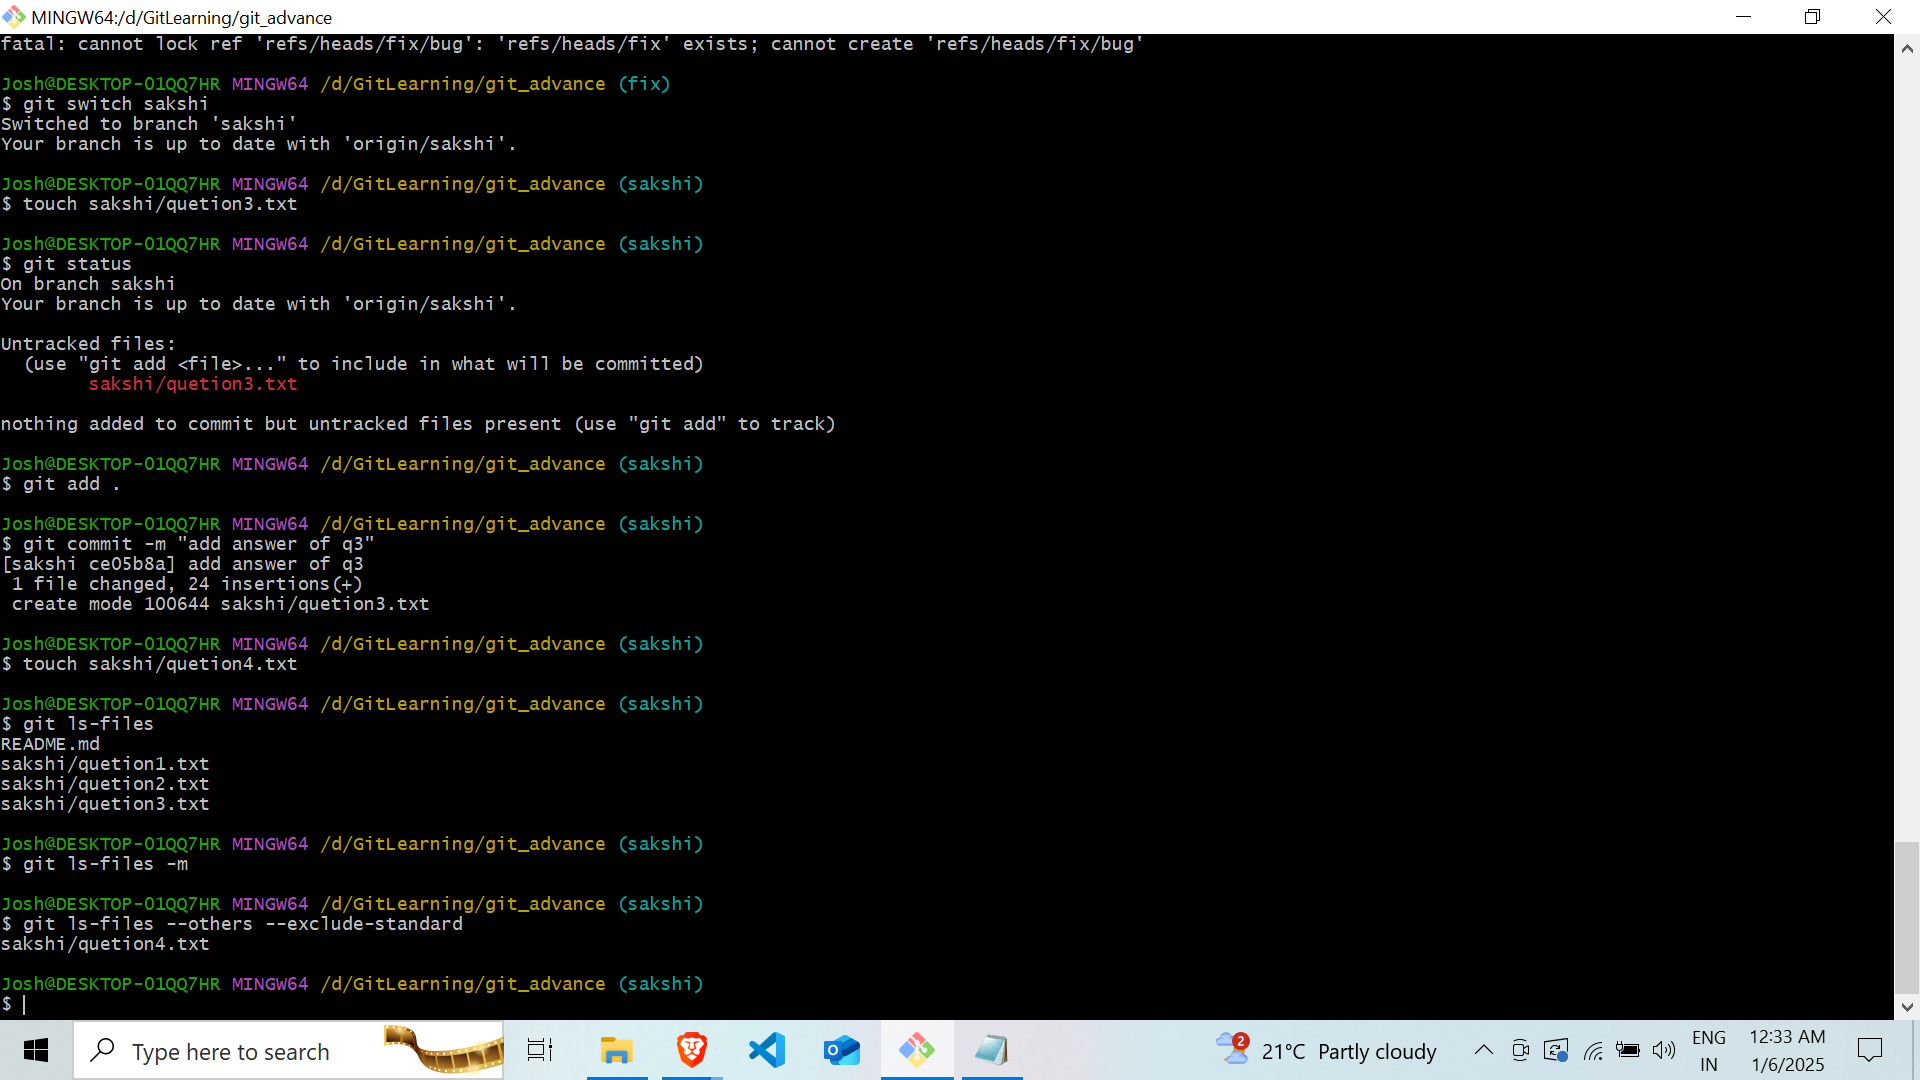 MINGW64:/d/GitLearning/git_advance
fatal: cannot lock ref 'refs/heads/fix/bug': 'refs/heads/fix' exists; cannot create 'refs/heads/fix/bug'
Josh@DESKTOP-01QQ7HR MINGW64 /d/GitLearning/git_advance (fix)
$ git switch sakshi
Switched to branch 'sakshi'
Your branch is up to date with 'origin/sakshi'.
Josh@DESKTOP-01QQ7HR MINGW64 /d/GitLearning/git_advance (sakshi)
$ touch sakshi/quetion3.txt
Josh@DESKTOP-01QQ7HR MINGW64 /d/GitLearning/git_advance (sakshi)
$ git status
On branch sakshi
Your branch is up to date with 'origin/sakshi'.
Untracked files:
  (use "git add <file>..." to include in what will be committed)
        sakshi/quetion3.txt
nothing added to commit but untracked files present (use "git add" to track)
Josh@DESKTOP-01QQ7HR MINGW64 /d/GitLearning/git_advance (sakshi)
$ git add .
Josh@DESKTOP-01QQ7HR MINGW64 /d/GitLearning/git_advance (sakshi)
$ git commit -m "add answer of q3"
[sakshi ce05b8a] add answer of q3
 1 file changed, 24 insertions(+)
 create mode 100644 sakshi/quetion3.txt
Josh@DESKTOP-01QQ7HR MINGW64 /d/GitLearning/git_advance (sakshi)
$ touch sakshi/quetion4.txt
Josh@DESKTOP-01QQ7HR MINGW64 /d/GitLearning/git_advance (sakshi)
$ git ls-files
README.md
sakshi/quetion1.txt
sakshi/quetion2.txt
sakshi/quetion3.txt
Josh@DESKTOP-01QQ7HR MINGW64 /d/GitLearning/git_advance (sakshi)
$ git ls-files -m
Josh@DESKTOP-01QQ7HR MINGW64 /d/GitLearning/git_advance (sakshi)
$ git ls-files --others --exclude-standard
sakshi/quetion4.txt
Josh@DESKTOP-01QQ7HR MINGW64 /d/GitLearning/git_advance (sakshi)
$
Type here to search
2
21°C Partly cloudy
ENG
IN
12:33 AM
1/6/2025